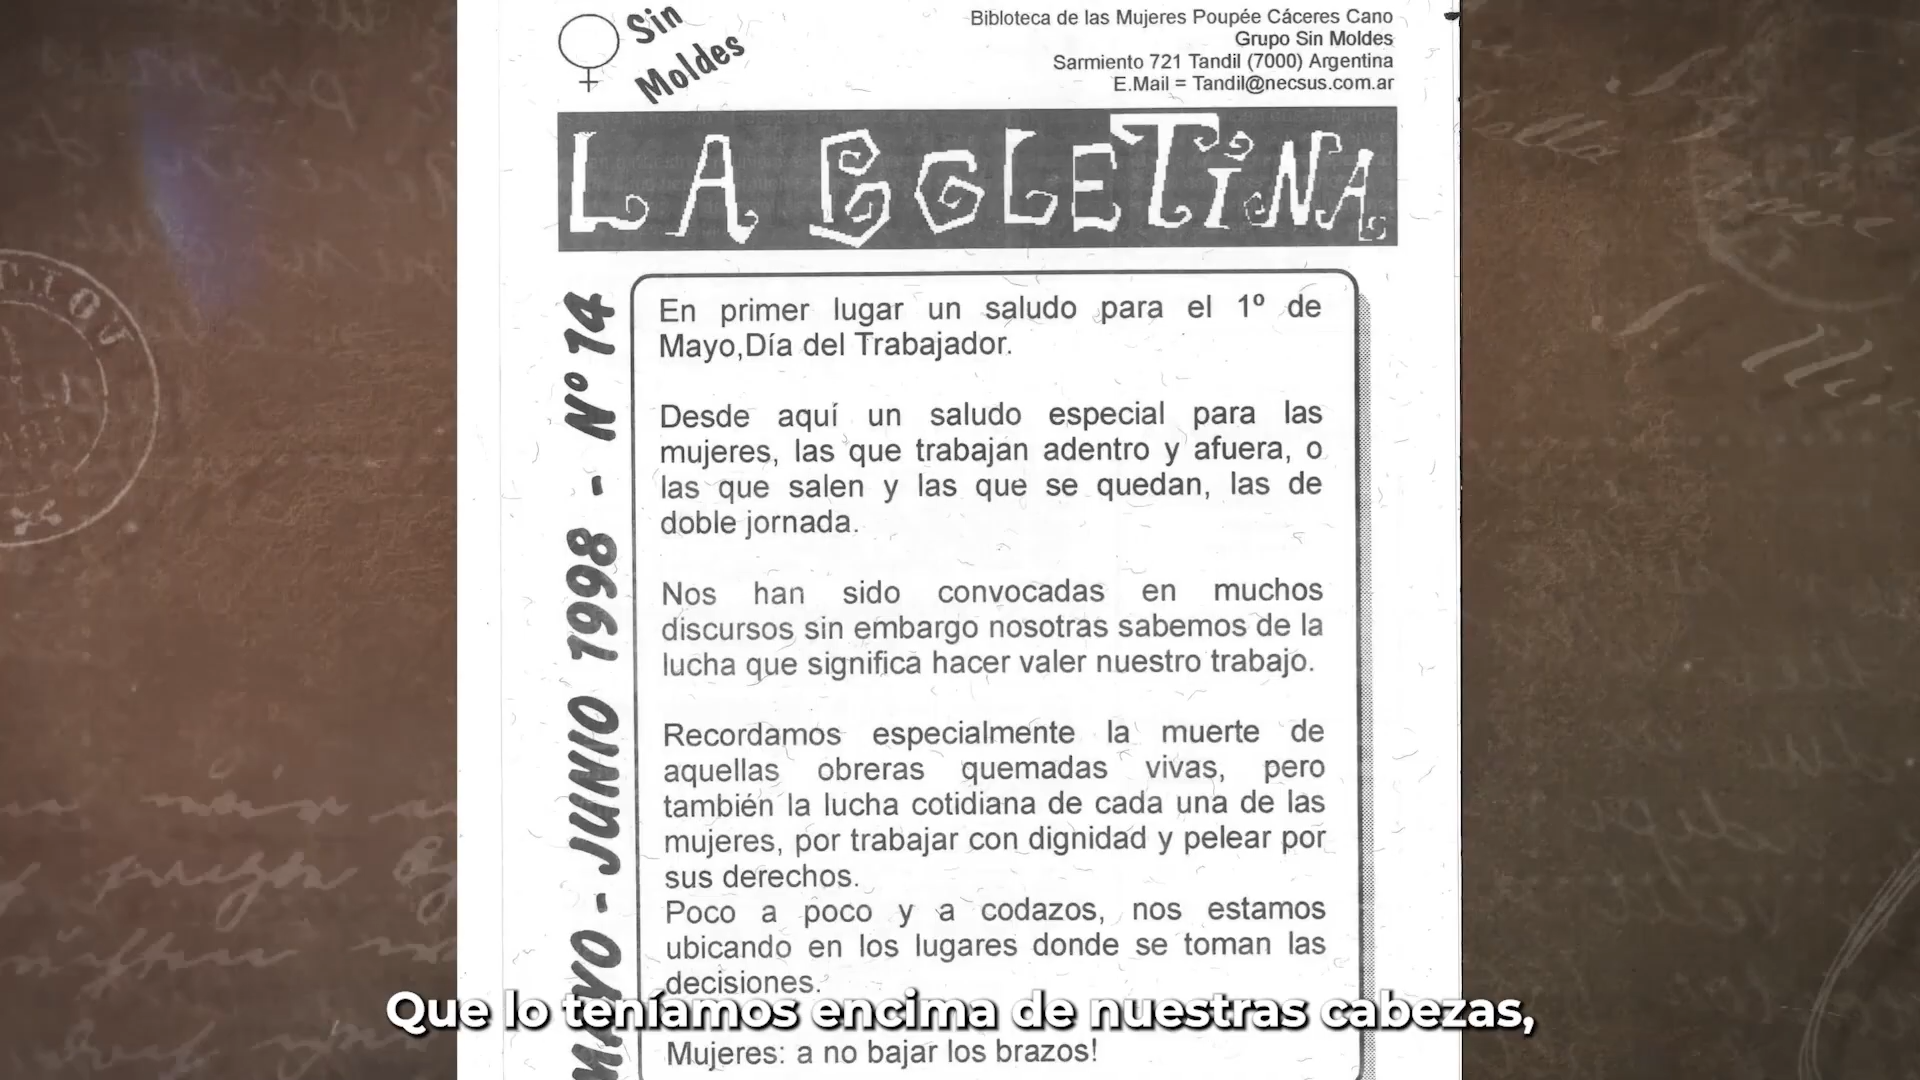 Sin
Moldes
Bibloteca de las Mujeres Poupée Cáceres Cano
Grupo Sin Moldes
Sarmiento 721 Tandil (7000) Argentina
E.Mail = Tandil@necsus.com.ar
LA BOLETINA
MAYO - JUNIO 1998 - Nº 14
En primer lugar un saludo para el 1º de
Mayo,Día del Trabajador.
Desde aquí un saludo especial para las
mujeres, las que trabajan adentro y afuera, o
las que salen y las que se quedan, las de
doble jornada.
Nos han sido convocadas en muchos
discursos sin embargo nosotras sabemos de la
lucha que significa hacer valer nuestro trabajo.
Recordamos especialmente la muerte de
aquellas obreras quemadas vivas, pero
también la lucha cotidiana de cada una de las
mujeres, por trabajar con dignidad y pelear por
sus derechos.
Poco a poco y a codazos, nos estamos
ubicando en los lugares donde se toman las
decisiones.
Que lo teníamos encima de nuestras cabezas,
Mujeres: a no bajar los brazos!